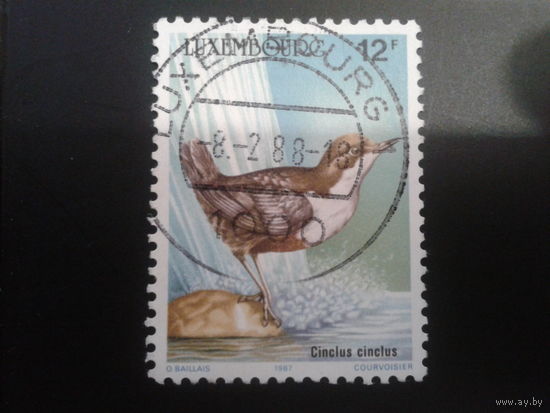 LUXEMBOURG 12F
LUXEMBOURG
-8.-2 88-18
1000
Cinclus cinclus
O BAILLAIS 1987 COURVOISIER
www.ay.by